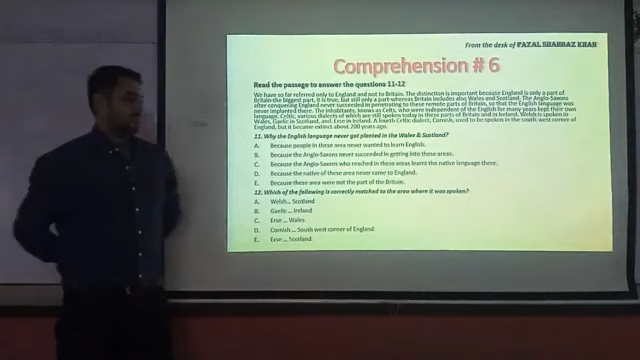 From the desk of FAZAL SHAHBAZ KHAN
Comprehension # 6
Read the passage to answer the questions 11-12
We have so far referred only to England and not to Britain. The distinction is important because England is only a part of
Britain-the biggest part, it is true, but still only a part-whereas Britain includes also Wales and Scotland. The Anglo-Saxons
after conquering England never succeeded in penetrating to these remote parts of Britain, so that the English language was
never implanted there. The inhabitants, knows as Celts, who were independent of the English for many years kept their own
language. Celtic, various dialects of which are still spoken today in these parts of Britain and in Ireland. Welsh is spoken in
Wales, Gaelic in Scotland, and. Erse in Ireland. A fourth Celtic dialect, Cornish, used to be spoken in the south-west corner of
England, but it became extinct about 200 years ago.
11. Why the English language never got planted in the Wales & Scotland?
A. Because people in these area never wanted to learn English.
B. Because the Anglo-Saxons never succeeded in getting into these areas.
C. Because the Anglo-Saxons who reached in these areas learnt the native language there.
D. Because the native of these area never came to England.
E. Because these area were not the part of the Britain.
12. Which of the following is correctly matched to the area where it was spoken?
A. Welsh... Scotland
B. Gaelic ... Ireland
C. Erse ... Wales
D. Cornish ... South west corner of England
E. Erse ... Scotland